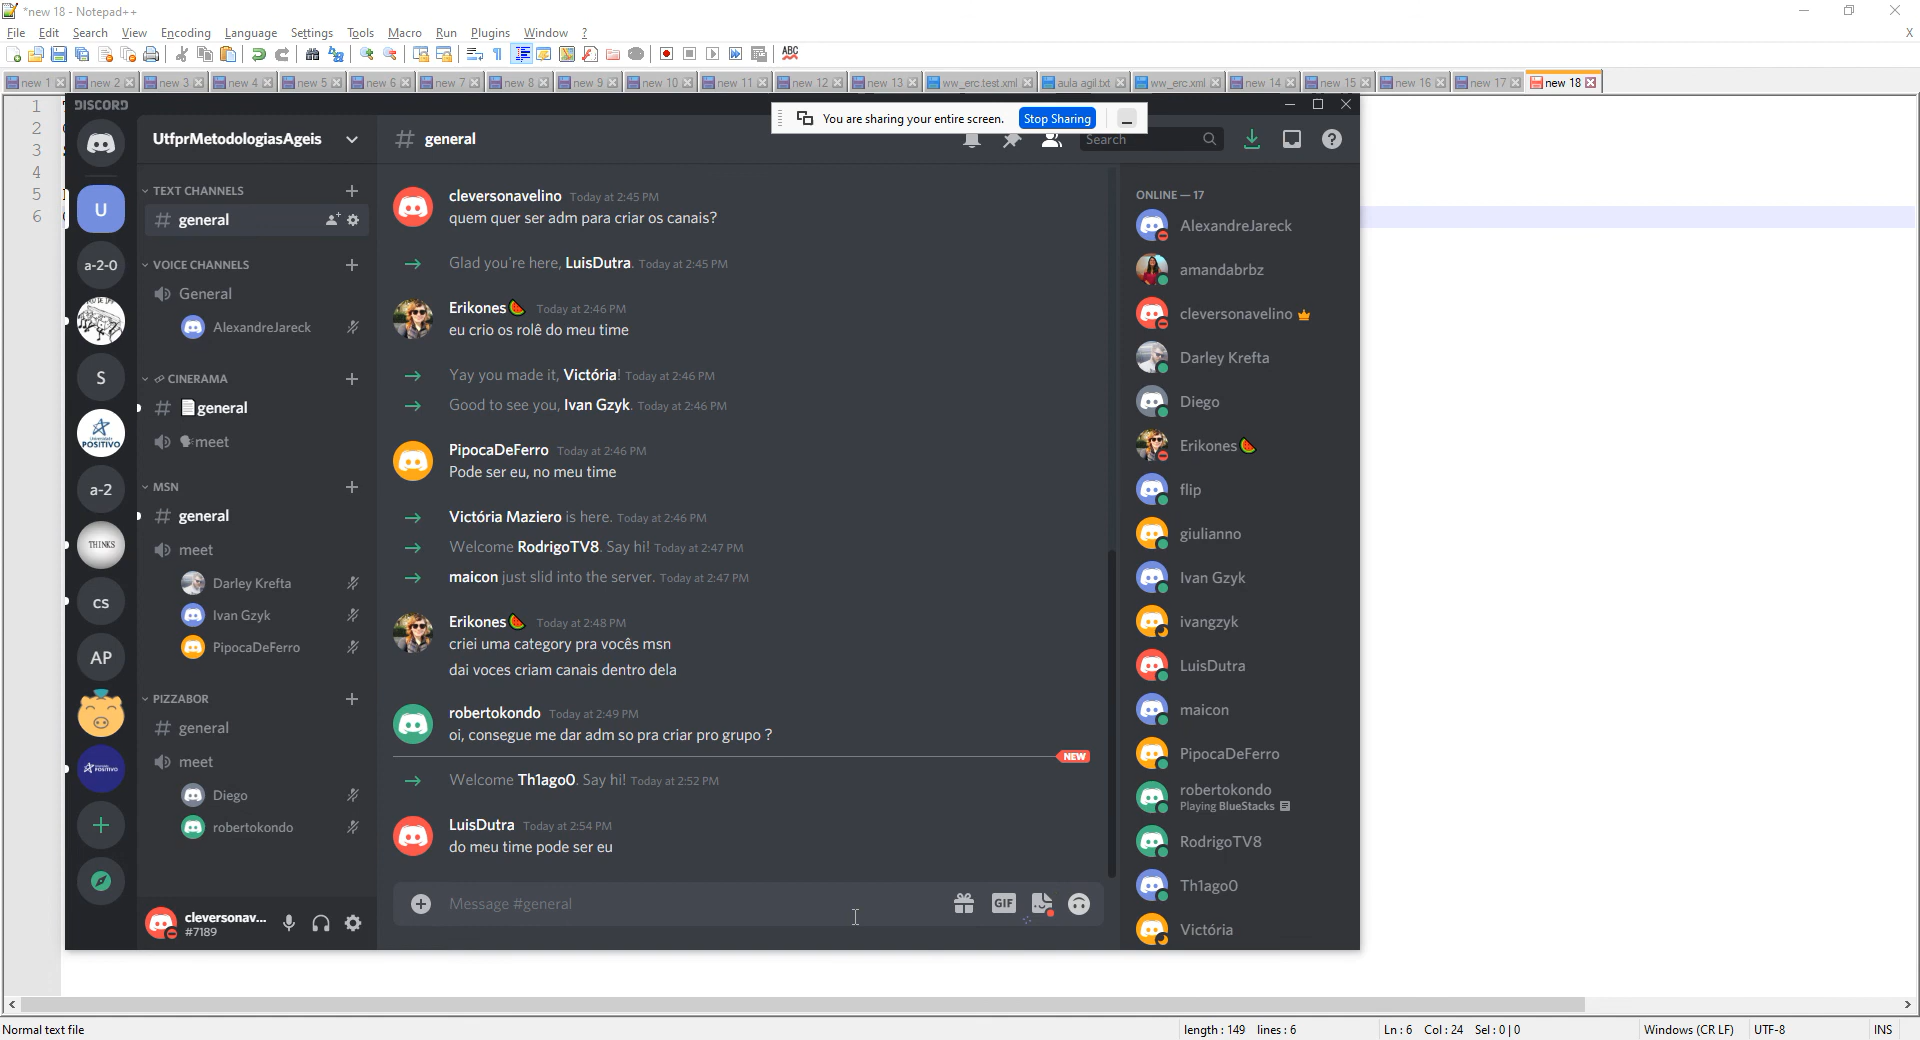 *new 18 - Notepad++
File Edit Search View Encoding Language Settings Tools Macro Run Plugins Window ? X
ABC
new 1 new 2 new 3 new 4 new 5 new 6 new 7 new 8 new 9 new 10 new 11 new 12 new 13 ww_erc.test.xml aula agil.txt ww_erc.xml new 14 new 15 new 16 new 17 new 18
1
2
3
4
5
6
DISCORD
You are sharing your entire screen. Stop Sharing
U
a-2-0
S
POSITIVO
a-2
THINKS
cs
AP
POSITIVO
UtfprMetodologiasAgeis
TEXT CHANNELS
general
VOICE CHANNELS
General
AlexandreJareck
CINERAMA
general
meet
MSN
general
meet
Darley Krefta
Ivan Gzyk
PipocaDeFerro
PIZZABOR
# general
meet
Diego
robertokondo
cleversonav...
#7189
# general
Search
cleversonavelino Today at 2:45 PM
quem quer ser adm para criar os canais?
Glad you're here, LuisDutra. Today at 2:45 PM
Erikones Today at 2:46 PM
eu crio os rolê do meu time
Yay you made it, Victória! Today at 2:46 PM
Good to see you, Ivan Gzyk. Today at 2:46 PM
PipocaDeFerro Today at 2:46 PM
Pode ser eu, no meu time
Victória Maziero is here. Today at 2:46 PM
Welcome RodrigoTV8. Say hi! Today at 2:47 PM
maicon just slid into the server. Today at 2:47 PM
Erikones Today at 2:48 PM
criei uma category pra vocês msn
dai voces criam canais dentro dela
robertokondo Today at 2:49 PM
oi, consegue me dar adm so pra criar pro grupo ?
NEW
Welcome Th1ago0. Say hi! Today at 2:52 PM
LuisDutra Today at 2:54 PM
do meu time pode ser eu
Message #general
GIF
ONLINE — 17
AlexandreJareck
amandabrbz
cleversonavelino
Darley Krefta
Diego
Erikones
flip
giulianno
Ivan Gzyk
ivangzyk
LuisDutra
maicon
PipocaDeFerro
robertokondo
Playing BlueStacks
RodrigoTV8
Th1ago0
Victória
Normal text file length : 149 lines : 6 Ln : 6 Col : 24 Sel : 0 | 0 Windows (CR LF) UTF-8 INS